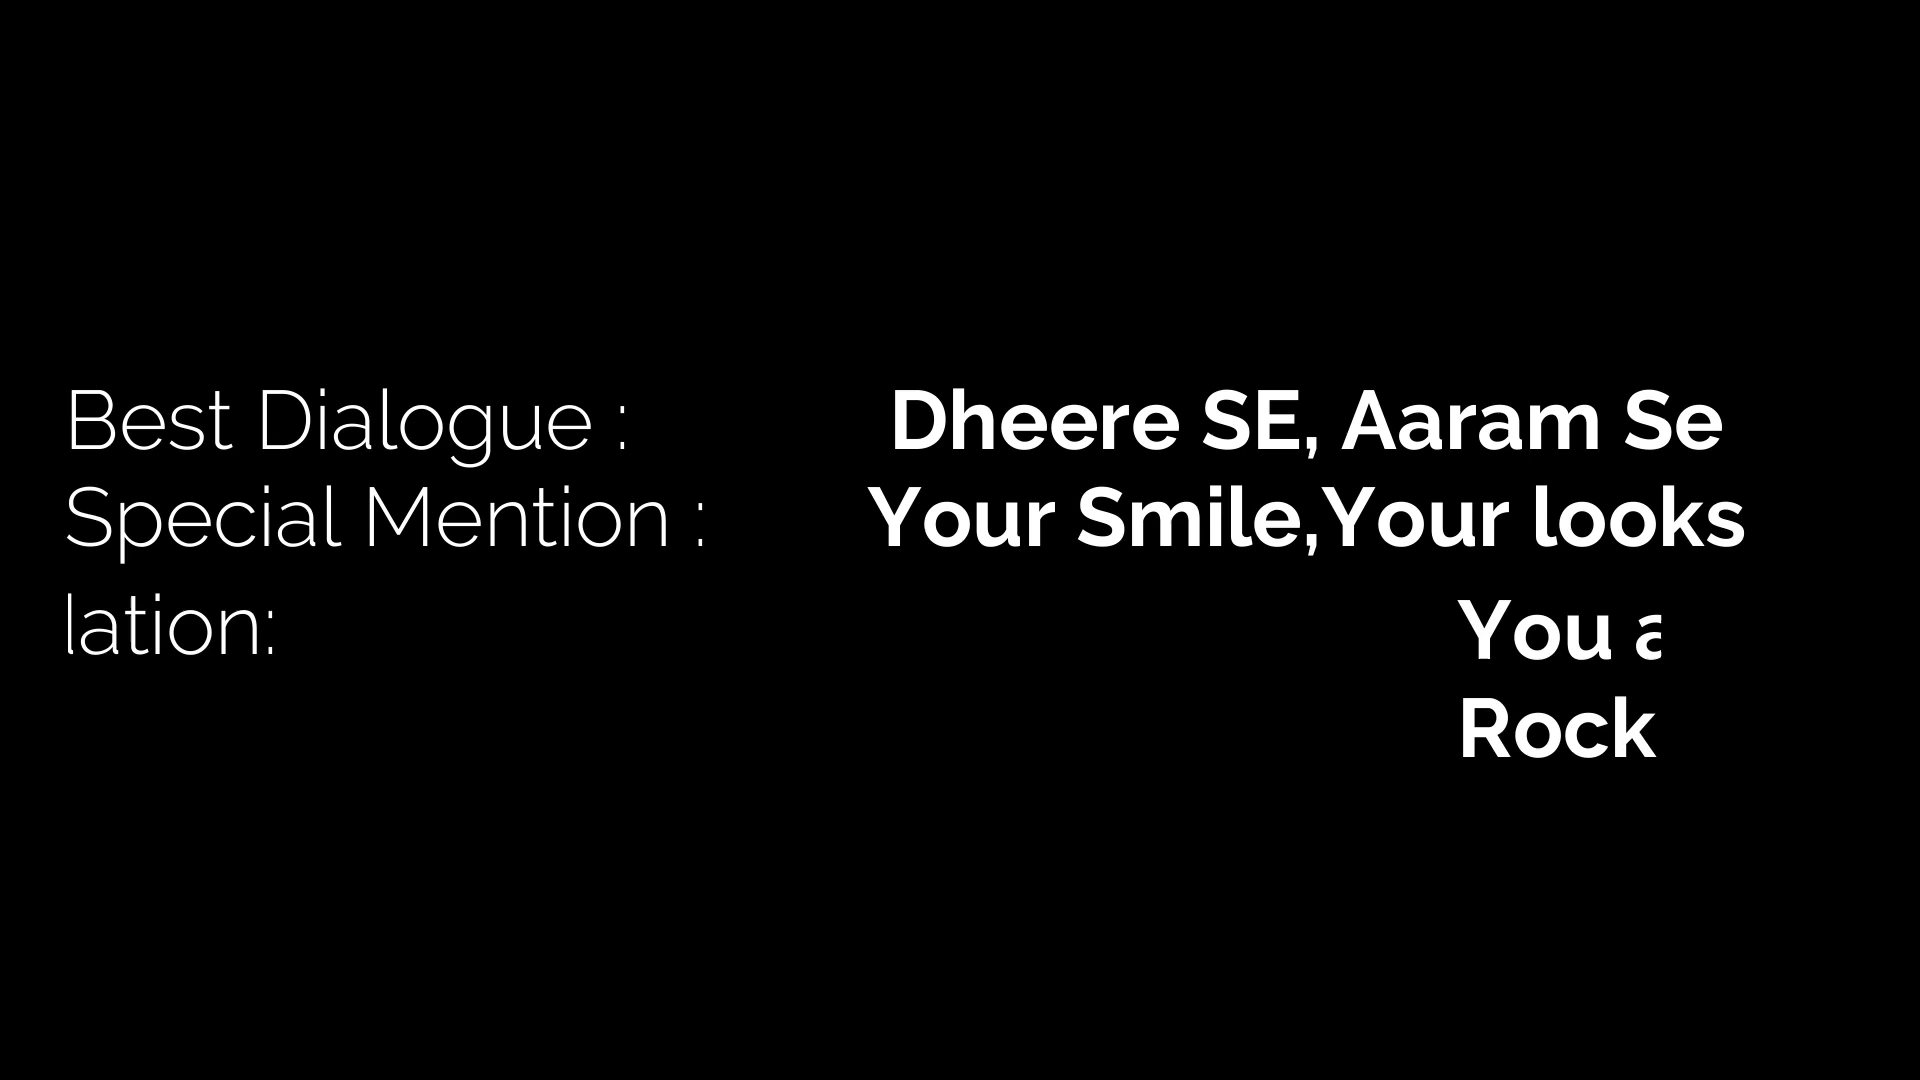 Best Dialogue : Dheere SE, Aaram Se
Special Mention : Your Smile,Your looks
lation: You a
Rock